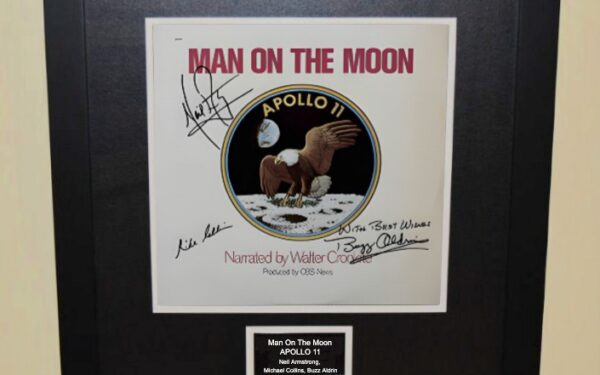 MAN ON THE MOON
APOLLO 11
Mike Collins
With Best Wishes
Buzz Aldrin
Narrated by Walter Cronkite
Produced by CBS News
Man On The Moon
APOLLO 11
Neil Armstrong,
Michael Collins, Buzz Aldrin